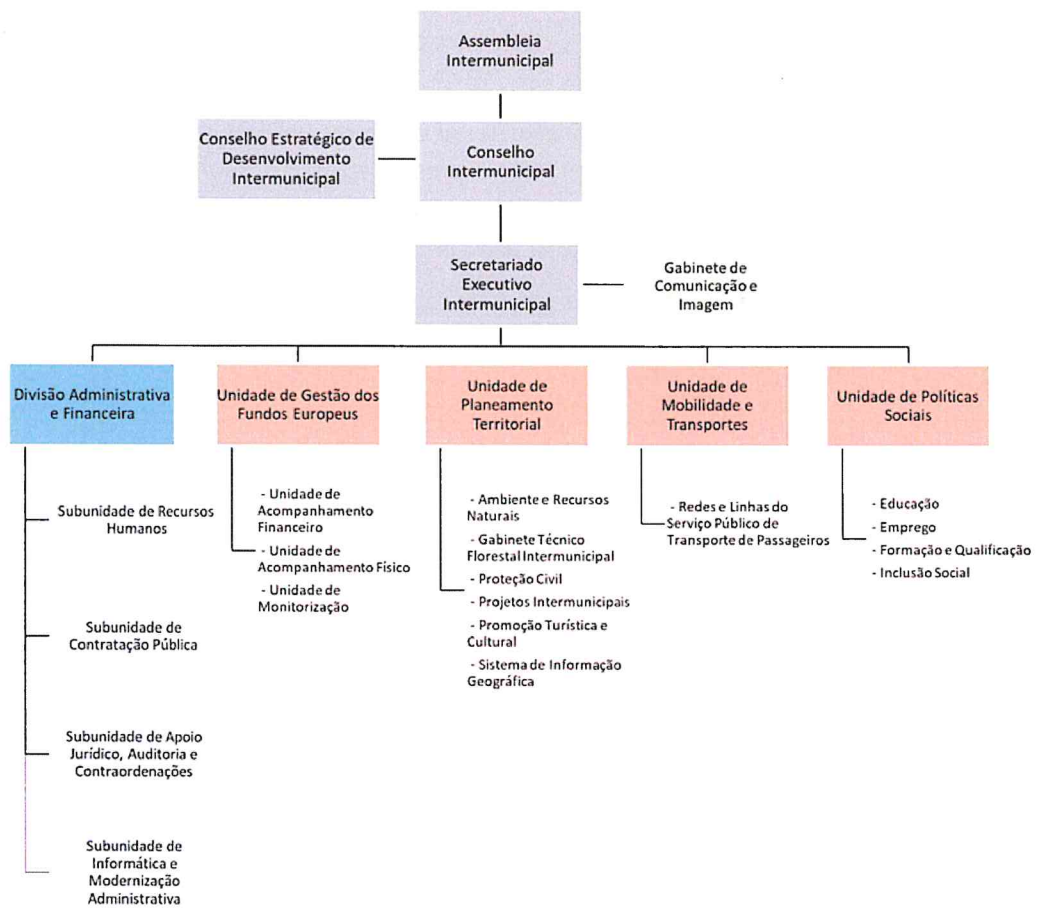 Assembleia
Intermunicipal
Conselho Estratégico de
Desenvolvimento
Intermunicipal
Conselho
Intermunicipal
Secretariado
Executivo
Intermunicipal
Gabinete de
Comunicação e
Imagem
Divisão Administrativa
e Financeira
Unidade de Gestão dos
Fundos Europeus
Unidade de
Planeamento
Territorial
Unidade de
Mobilidade e
Transportes
Unidade de Políticas
Sociais
Subunidade de Recursos
Humanos
Subunidade de
Contratação Pública
Subunidade de Apoio
Jurídico, Auditoria e
Contraordenações
Subunidade de
Informática e
Modernização
Administrativa
- Unidade de
Acompanhamento
Financeiro
- Unidade de
Acompanhamento Físico
- Unidade de
Monitorização
- Ambiente e Recursos
Naturais
- Gabinete Técnico
Florestal Intermunicipal
- Proteção Civil
- Projetos Intermunicipais
- Promoção Turística e
Cultural
- Sistema de Informação
Geográfica
- Redes e Linhas do
Serviço Público de
Transporte de Passageiros
- Educação
- Emprego
- Formação e Qualificação
- Inclusão Social